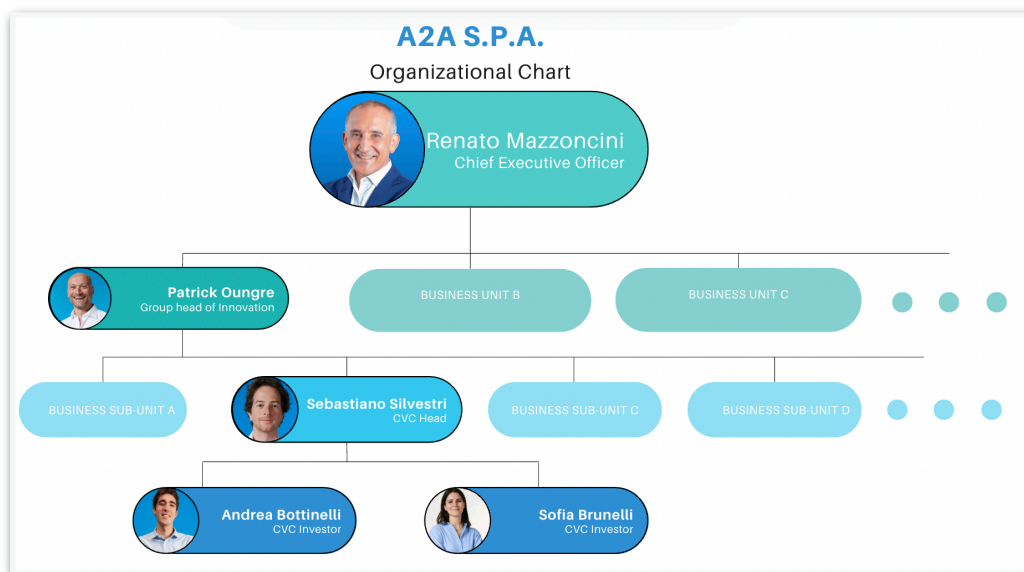 A2A S.P.A.
Organizational Chart
Renato Mazzoncini
Chief Executive Officer
Patrick Oungre
Group head of Innovation
BUSINESS UNIT B
BUSINESS UNIT C
BUSINESS SUB-UNIT A
Sebastiano Silvestri
CVC Head
BUSINESS SUB-UNIT C
BUSINESS SUB-UNIT D
Andrea Bottinelli
CVC Investor
Sofia Brunelli
CVC Investor